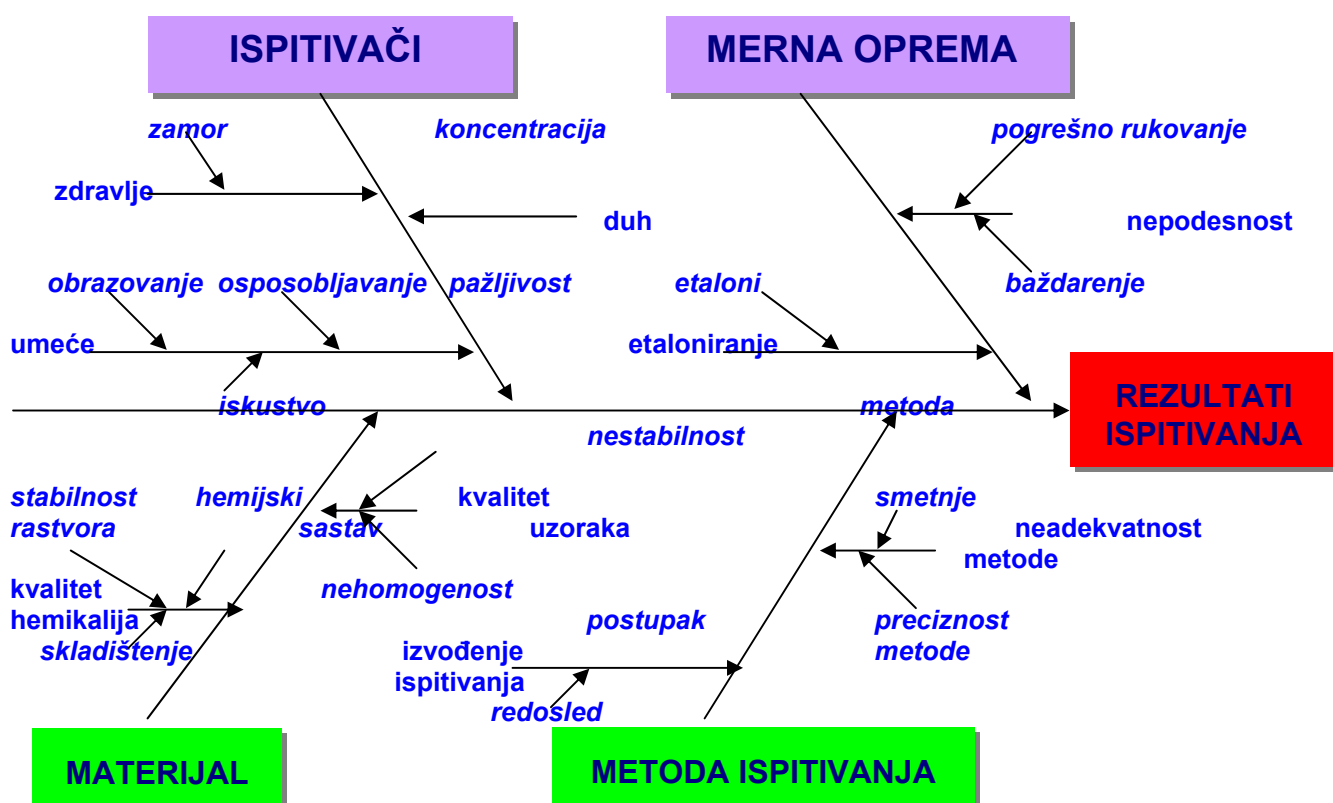 ISPITIVAČI
MERNA OPREMA
zamor
koncentracija
pogrešno rukovanje
zdravlje
duh
nepodesnost
obrazovanje
osposobljavanje
pažljivost
etaloni
baždarenje
umeće
etaloniranje
iskustvo
metoda
REZULTATI
ISPITIVANJA
nestabilnost
stabilnost
rastvora
hemijski
sastav
kvalitet
uzoraka
smetnje
neadekvatnost
metode
kvalitet
hemikalija
nehomogenost
skladištenje
postupak
preciznost
metode
izvođenje
ispitivanja
redosled
MATERIJAL
METODA ISPITIVANJA